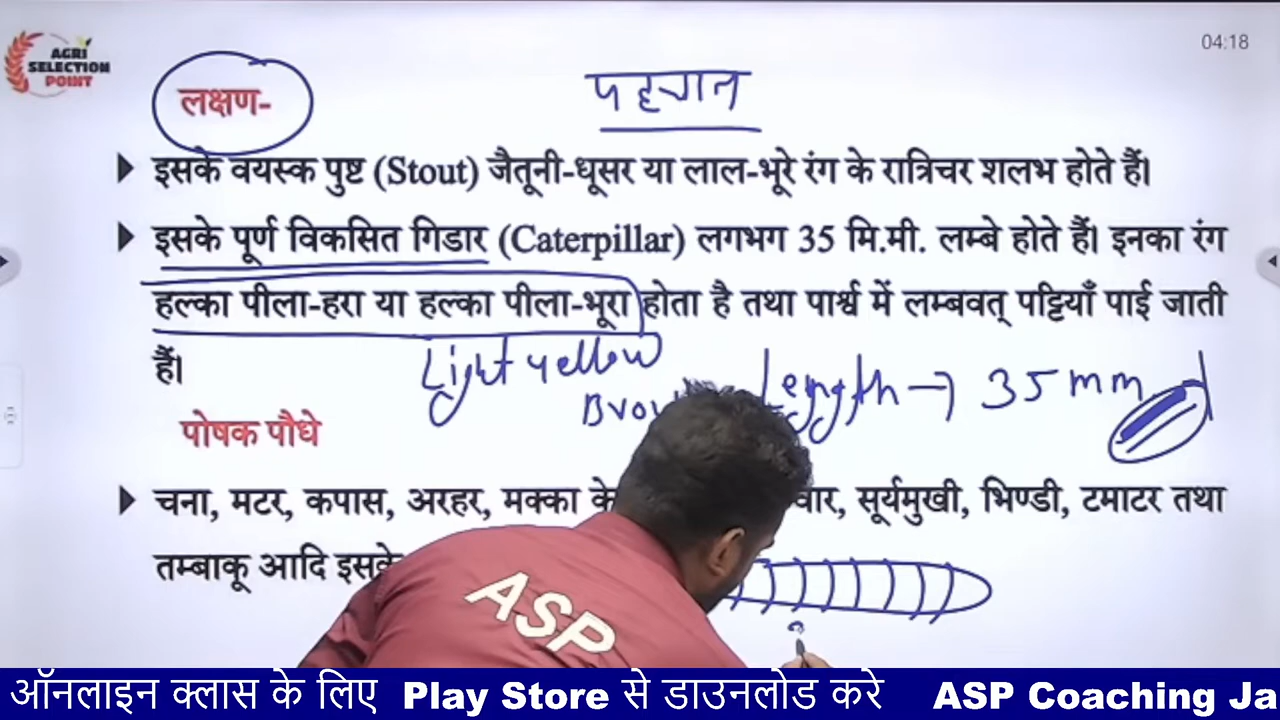 AGRI
SELECTION
POINT
04:18
लक्षण-
पहचान
इसके वयस्क पुष्ट (Stout) जैतूनी-धूसर या लाल-भूरे रंग के रात्रिचर शलभ होते हैं।
इसके पूर्ण विकसित गिडार (Caterpillar) लगभग 35 मि.मी. लम्बे होते हैं। इनका रंग
हल्का पीला-हरा या हल्का पीला-भूरा होता है तथा पार्श्व में लम्बवत् पट्टियाँ पाई जाती
हैं।
Light yellow
Length → 35 mm
पोषक पौधे
चना, मटर, कपास, अरहर, मक्का के सूर्यमुखी, भिण्डी, टमाटर तथा
तम्बाकू आदि इसके
ASP
ऑनलाइन क्लास के लिए Play Store से डाउनलोड करे ASP Coaching Ja